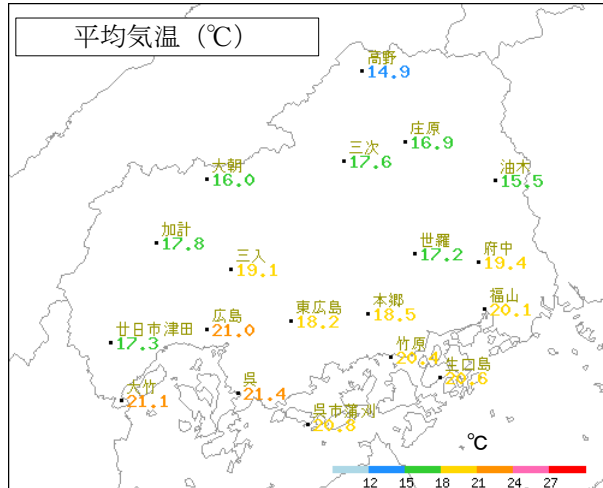 平均気温（℃）
高野
14.9
庄原
16.9
三次
17.6
大朝
16.0
油木
15.5
加計
17.8
世羅
17.2
府中
19.4
三入
19.1
福山
20.1
本郷
18.5
東広島
18.2
広島
21.0
廿日市津田
17.3
竹原
20.4
生口島
20.6
呉
21.4
大竹
21.1
呉市蒲刈
20.8
℃
12 15 18 21 24 27